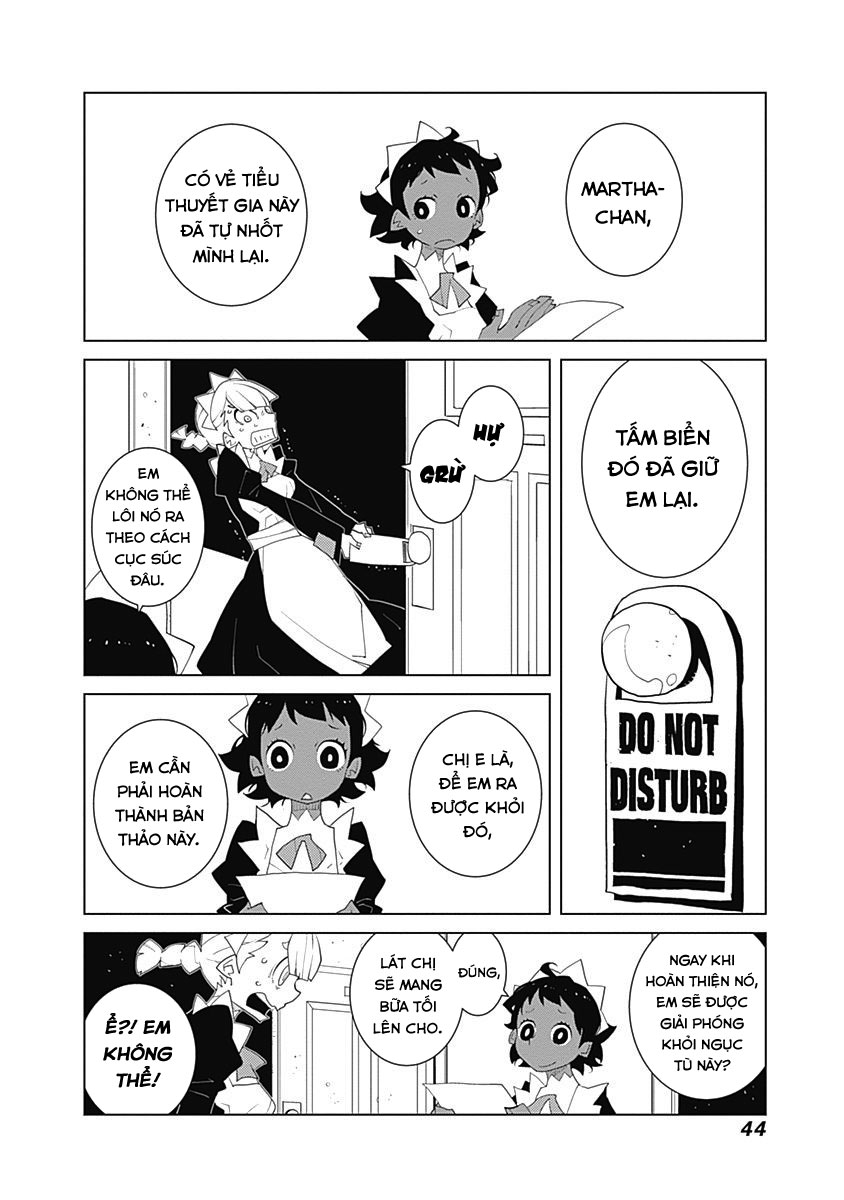 MARTHA-
CHAN,
CÓ VẺ TIỂU
THUYẾT GIA NÀY
ĐÃ TỰ NHỐT
MÌNH LẠI.
TẤM BIỂN
ĐÓ ĐÃ GIỮ
EM LẠI.
DO NOT
DISTURB
HỰ
GRỪ
EM
KHÔNG THỂ
LÔI NÓ RA
THEO CÁCH
CỤC SÚC
ĐÂU.
CHỊ E LÀ,
ĐỂ EM RA
ĐƯỢC KHỎI
ĐÓ,
EM CẦN
PHẢI HOÀN
THÀNH BẢN
THẢO NÀY.
NGAY KHI
HOÀN THIỆN NÓ,
EM SẼ ĐƯỢC
GIẢI PHÓNG
KHỎI NGỤC
TÙ NÀY?
ĐÚNG,
LÁT CHỊ
SẼ MANG
BỮA TỐI
LÊN CHO.
Ể?! EM
KHÔNG
THỂ!
44